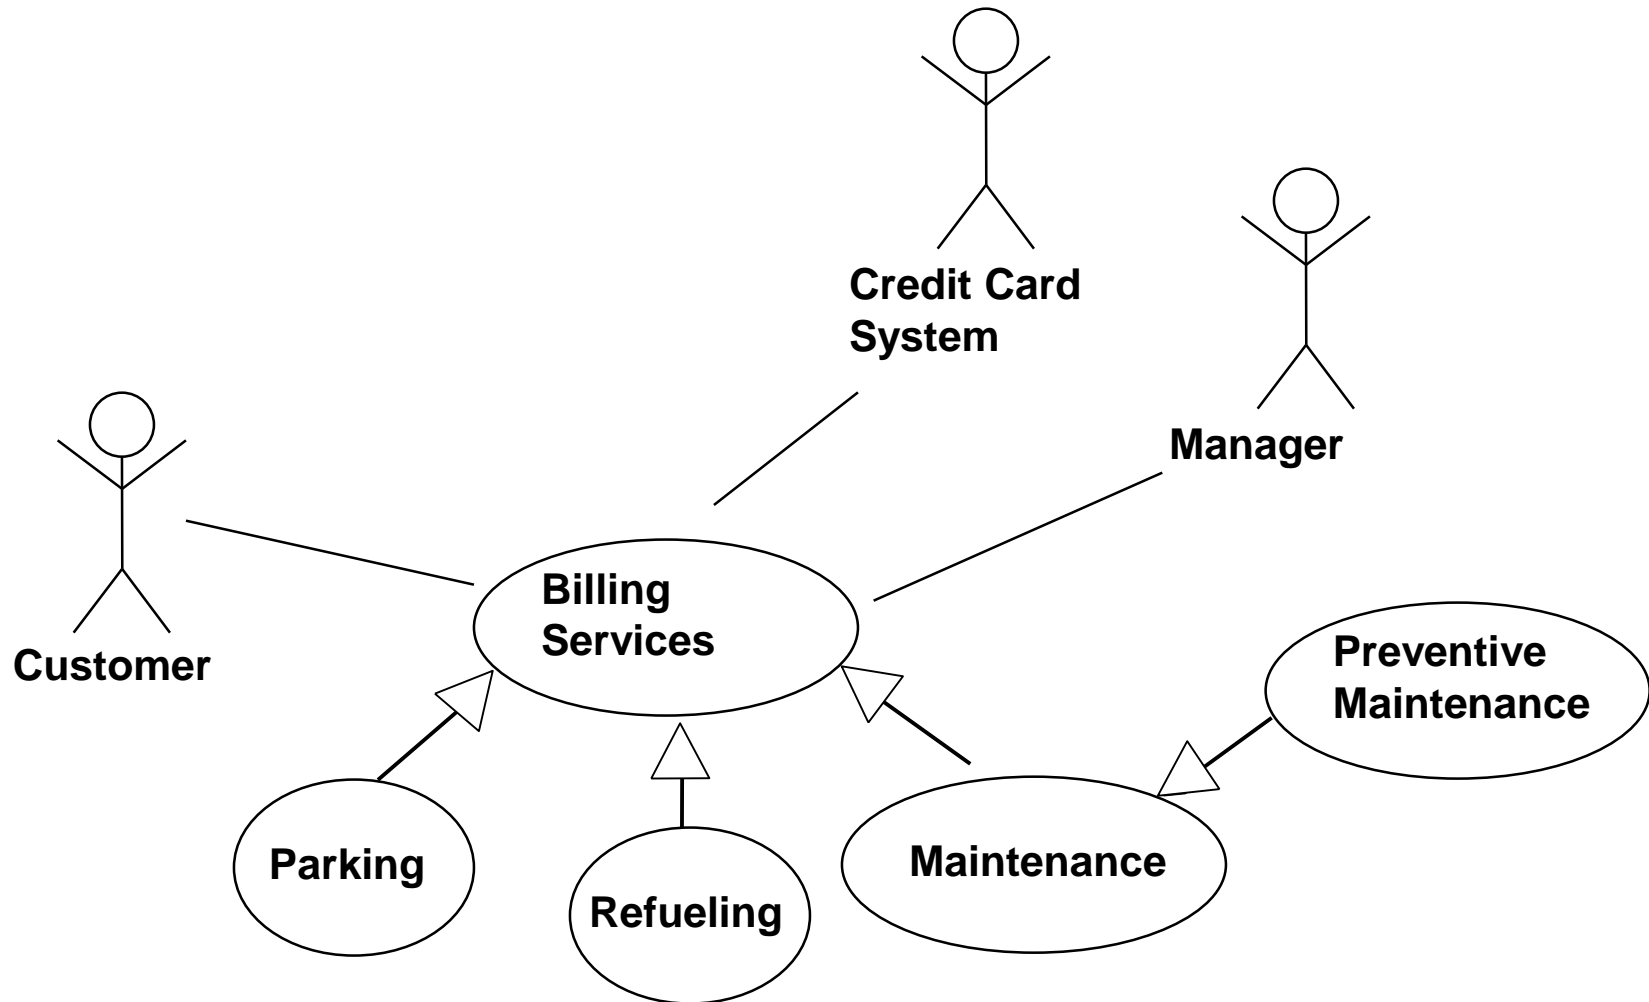 Credit Card
System
Manager
Customer
Billing
Services
Preventive
Maintenance
Parking
Refueling
Maintenance